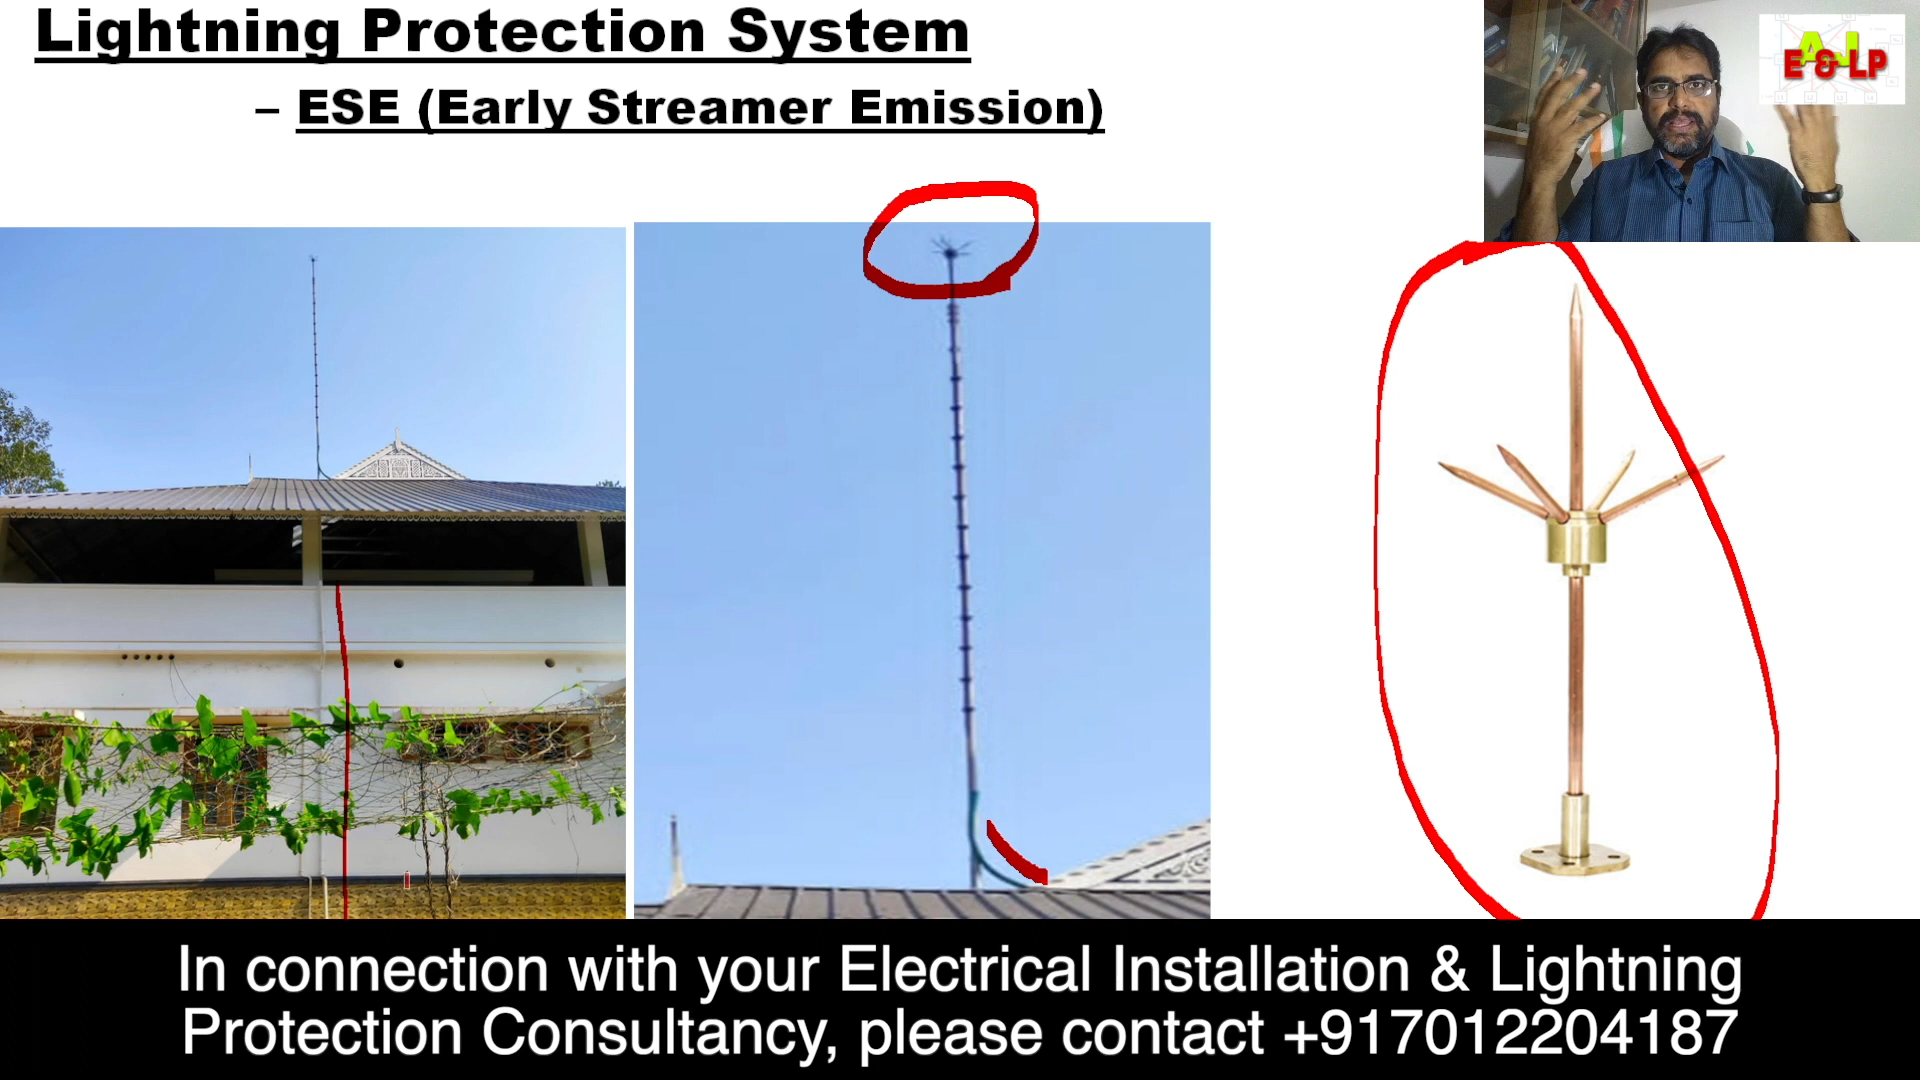 Lightning Protection System
– ESE (Early Streamer Emission)
AJ
E & LP
In connection with your Electrical Installation & Lightning
Protection Consultancy, please contact +917012204187